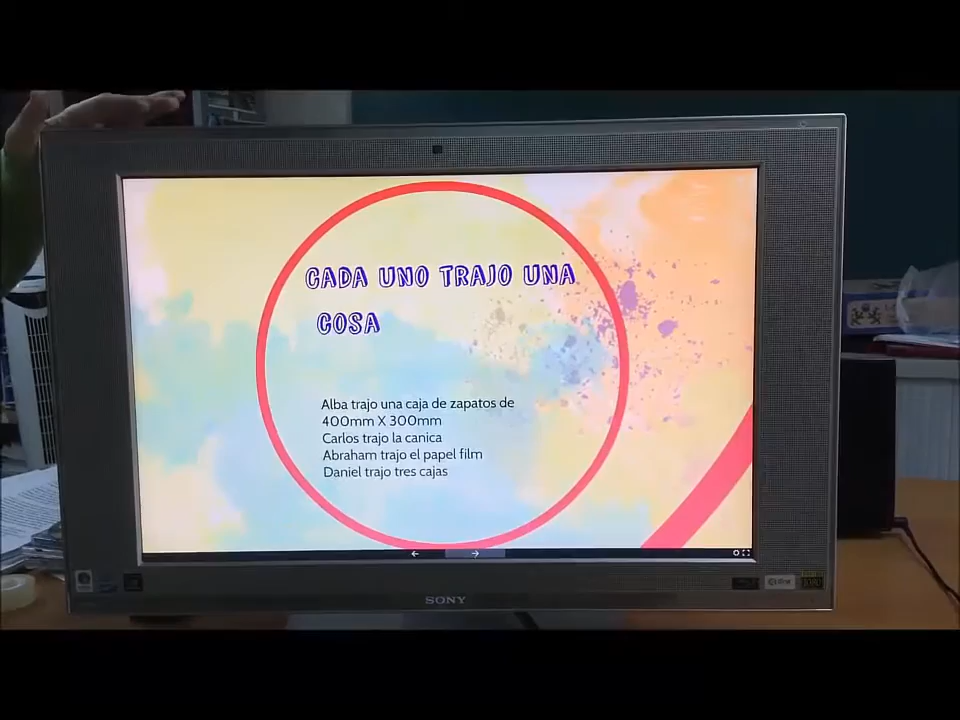 CADA UNO TRAJO UNA
COSA
Alba trajo una caja de zapatos de
400mm X 300mm
Carlos trajo la canica
Abraham trajo el papel film
Daniel trajo tres cajas
SONY